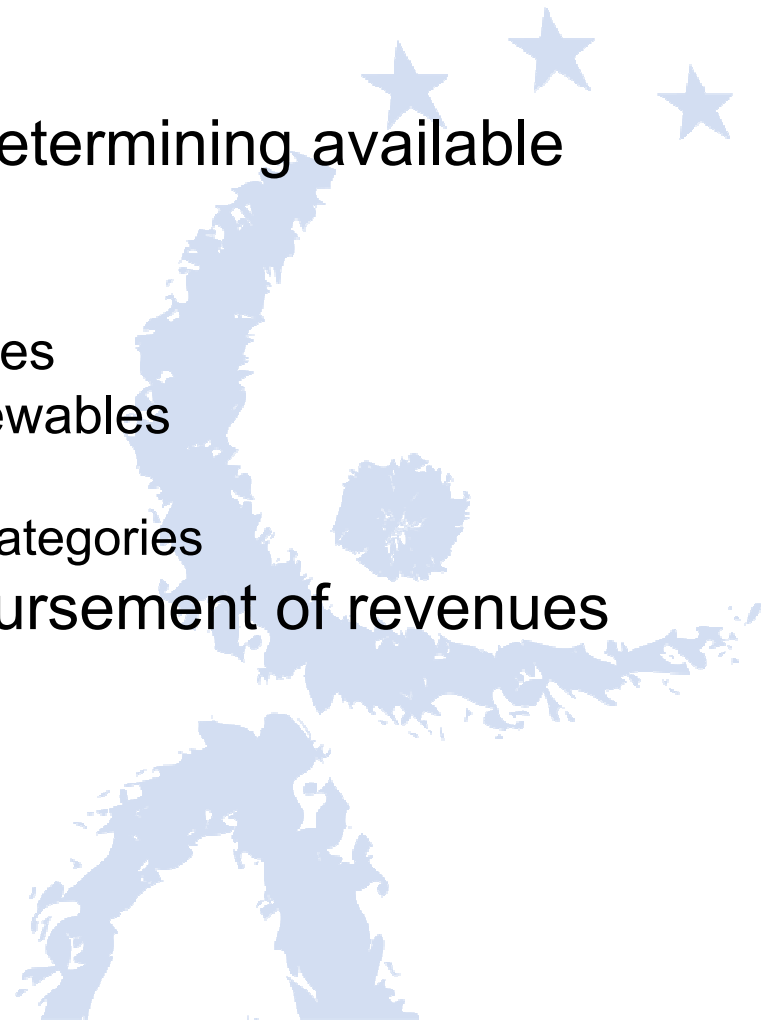 etermining available
es
ewables
ategories
ursement of revenues